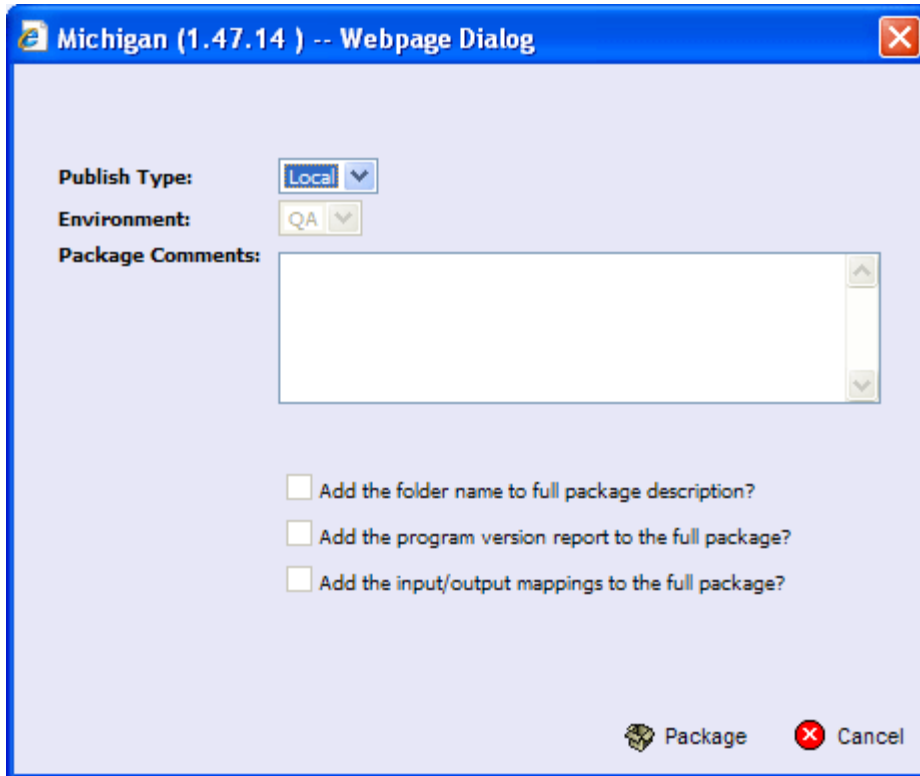 Michigan (1.47.14 ) -- Webpage Dialog
Publish Type: Local
Environment: QA
Package Comments:
Add the folder name to full package description?
Add the program version report to the full package?
Add the input/output mappings to the full package?
Package Cancel